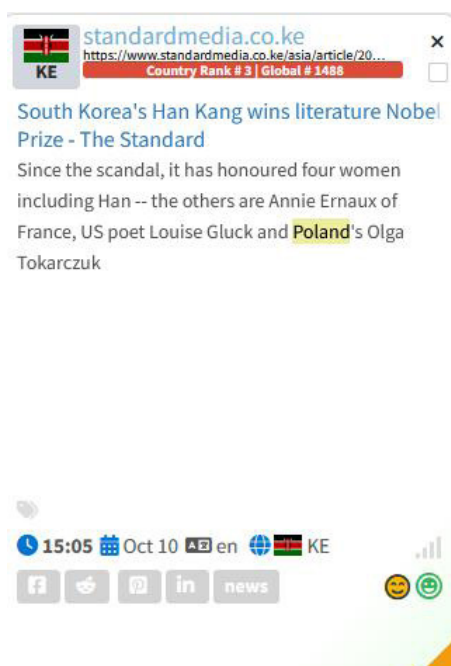 standardmedia.co.ke
https://www.standardmedia.co.ke/asia/article/20...
KE
Country Rank # 3 | Global # 1488
South Korea's Han Kang wins literature Nobel
Prize - The Standard
Since the scandal, it has honoured four women
including Han -- the others are Annie Ernaux of
France, US poet Louise Gluck and Poland's Olga
Tokarczuk
15:05 Oct 10 en KE
in news